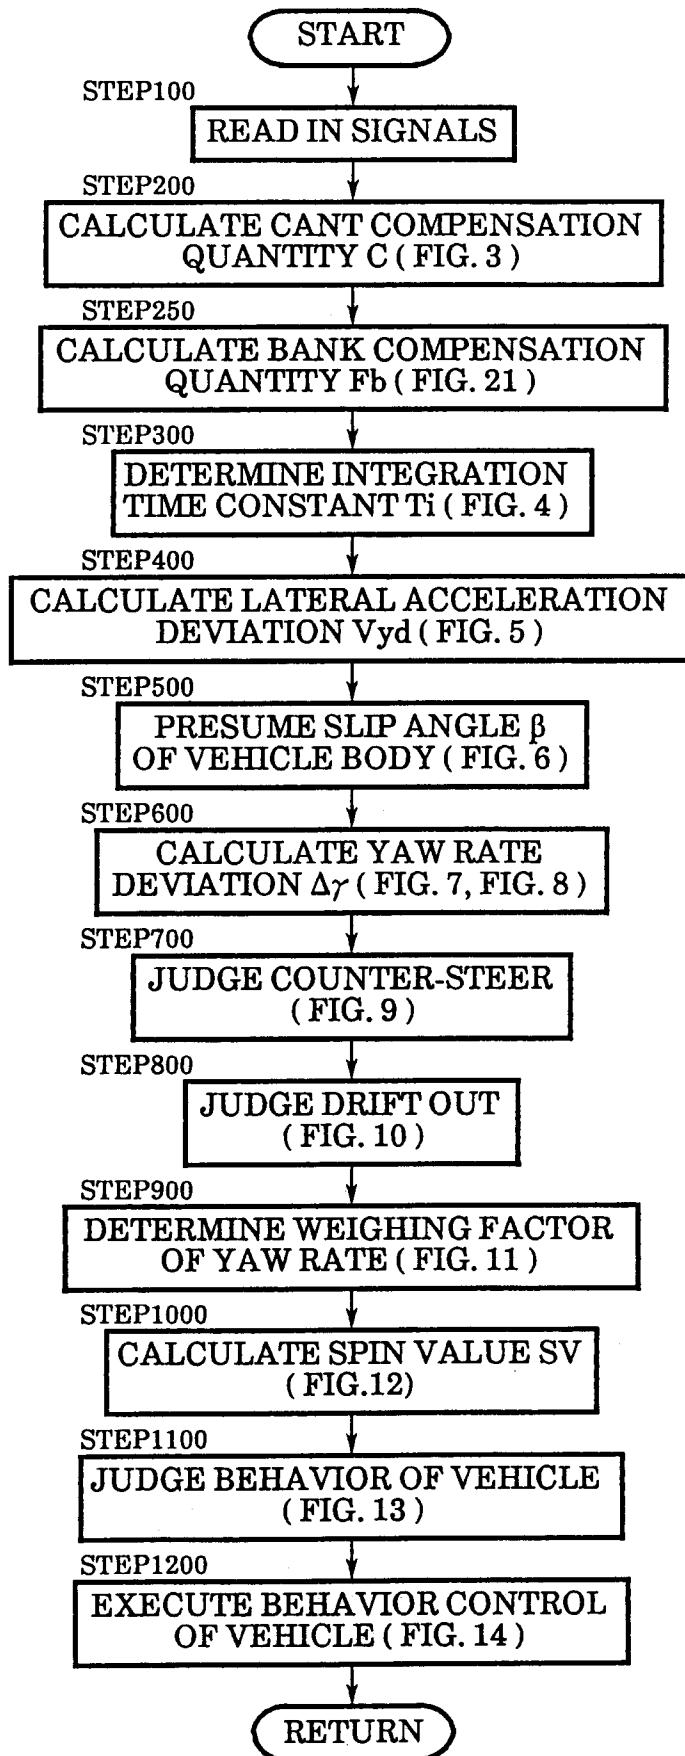 START
STEP100
READ IN SIGNALS
STEP200
CALCULATE CANT COMPENSATION
QUANTITY C ( FIG. 3 )
STEP250
CALCULATE BANK COMPENSATION
QUANTITY Fb ( FIG. 21 )
STEP300
DETERMINE INTEGRATION
TIME CONSTANT Ti ( FIG. 4 )
STEP400
CALCULATE LATERAL ACCELERATION
DEVIATION Vyd ( FIG. 5 )
STEP500
PRESUME SLIP ANGLE β
OF VEHICLE BODY ( FIG. 6 )
STEP600
CALCULATE YAW RATE
DEVIATION Δγ ( FIG. 7, FIG. 8 )
STEP700
JUDGE COUNTER-STEER
( FIG. 9 )
STEP800
JUDGE DRIFT OUT
( FIG. 10 )
STEP900
DETERMINE WEIGHING FACTOR
OF YAW RATE ( FIG. 11 )
STEP1000
CALCULATE SPIN VALUE SV
( FIG.12)
STEP1100
JUDGE BEHAVIOR OF VEHICLE
( FIG. 13 )
STEP1200
EXECUTE BEHAVIOR CONTROL
OF VEHICLE ( FIG. 14 )
RETURN